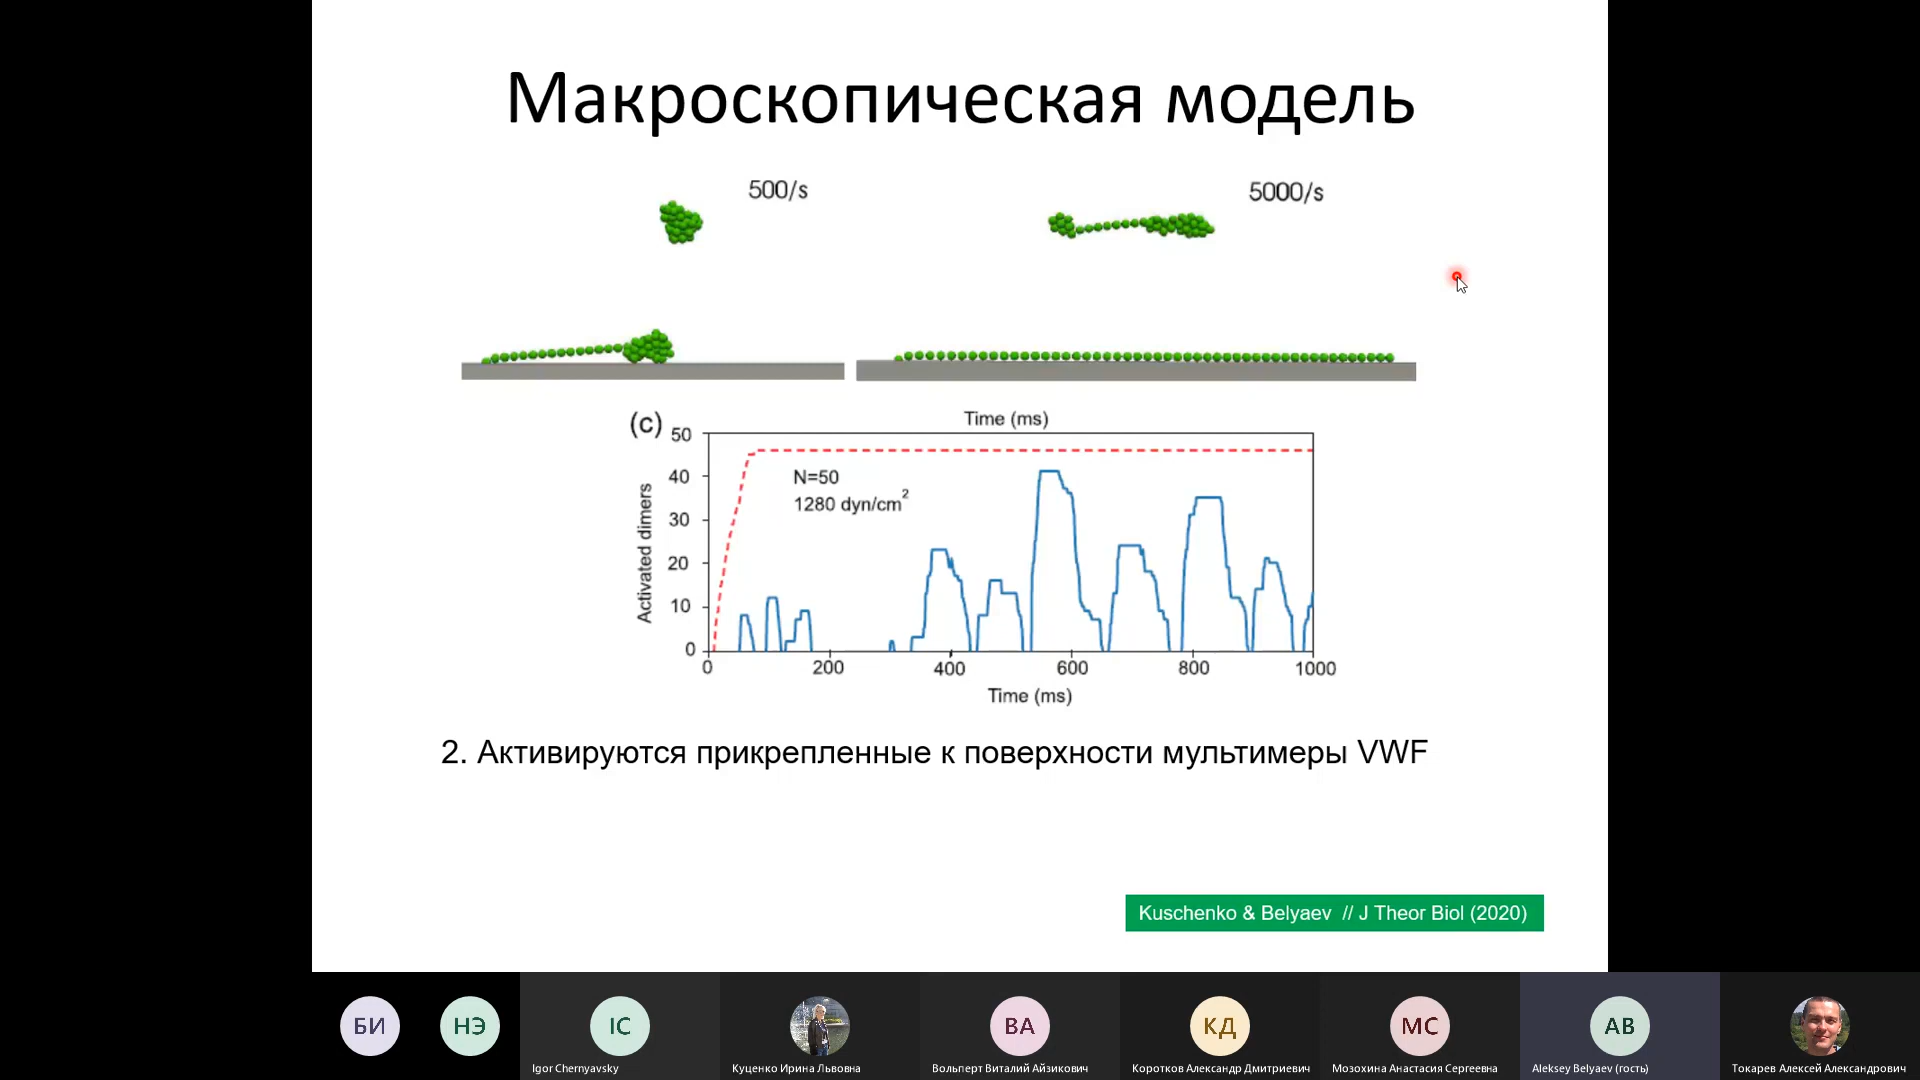 Макроскопическая модель
500/s
5000/s
(c)
Time (ms)
50
40
30
20
10
0
Activated dimers
N=50
1280 dyn/cm²
0 200 400 600 800 1000
Time (ms)
2. Активируются прикрепленные к поверхности мультимеры VWF
Kuschenko & Belyaev // J Theor Biol (2020)
БИ
НЭ
IC
ВА
КД
МС
AB
Igor Chernyavsky
Куценко Ирина Львовна
Вольперт Виталий Айзикович
Коротков Александр Дмитриевич
Мозохина Анастасия Сергеевна
Aleksey Belyaev (гость)
Токарев Алексей Александрович